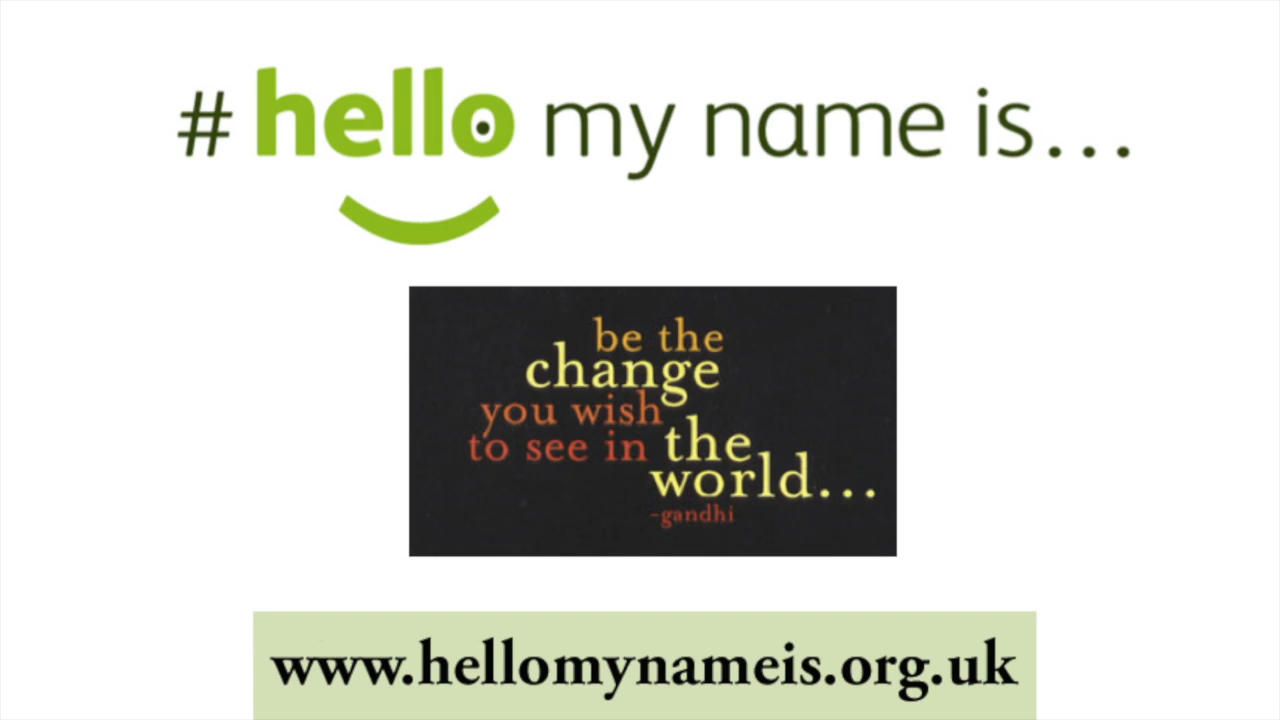 #hello my name is...
be the
change
you wish
to see in the
world...
-gandhi
www.hellomynameis.org.uk